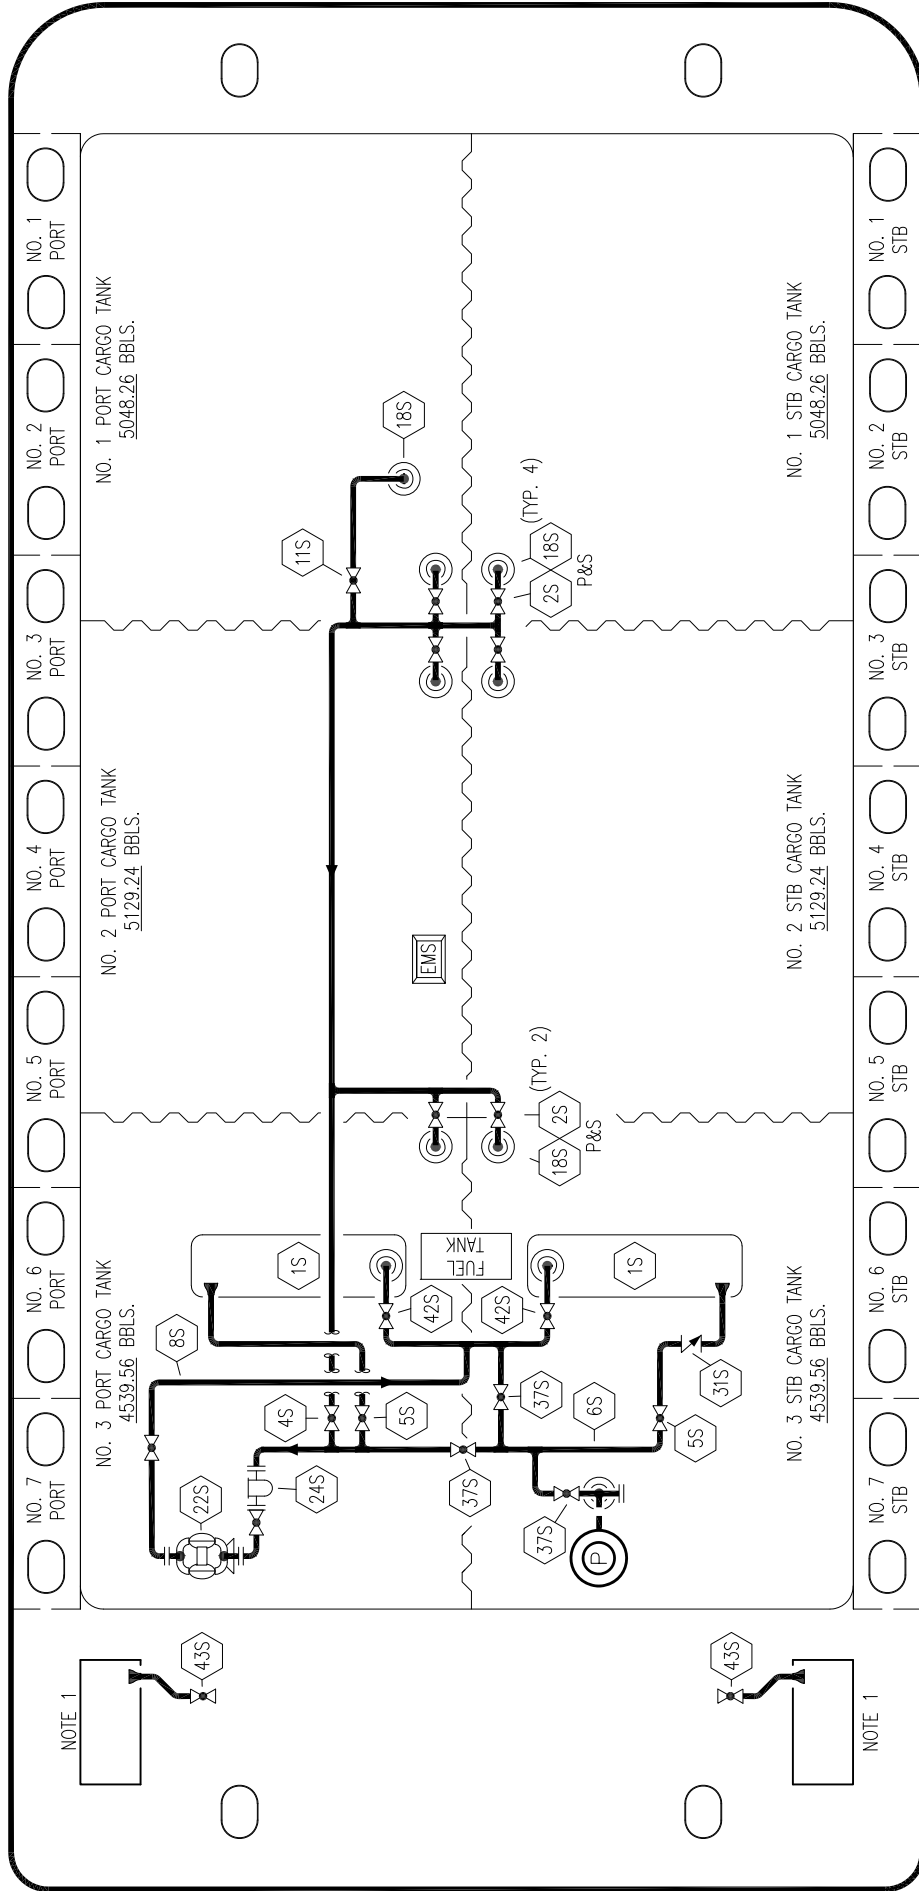 NO. 1
PORT
NO. 2
PORT
NO. 3
PORT
NO. 4
PORT
NO. 5
PORT
NO. 6
PORT
NO. 7
PORT
NO. 1 PORT CARGO TANK
5048.26 BBLS.
NO. 2 PORT CARGO TANK
5129.24 BBLS.
NO. 3 PORT CARGO TANK
4539.56 BBLS.
18S
11S
(TYP. 4)
2S
18S
P&S
EMS
(TYP. 2)
18S
2S
P&S
1S
FUEL
TANK
1S
42S
42S
8S
4S
5S
37S
6S
31S
5S
22S
24S
37S
37S
P
NO. 1 STB CARGO TANK
5048.26 BBLS.
NO. 2 STB CARGO TANK
5129.24 BBLS.
NO. 3 STB CARGO TANK
4539.56 BBLS.
NO. 1
STB
NO. 2
STB
NO. 3
STB
NO. 4
STB
NO. 5
STB
NO. 6
STB
NO. 7
STB
NOTE 1
43S
43S
NOTE 1